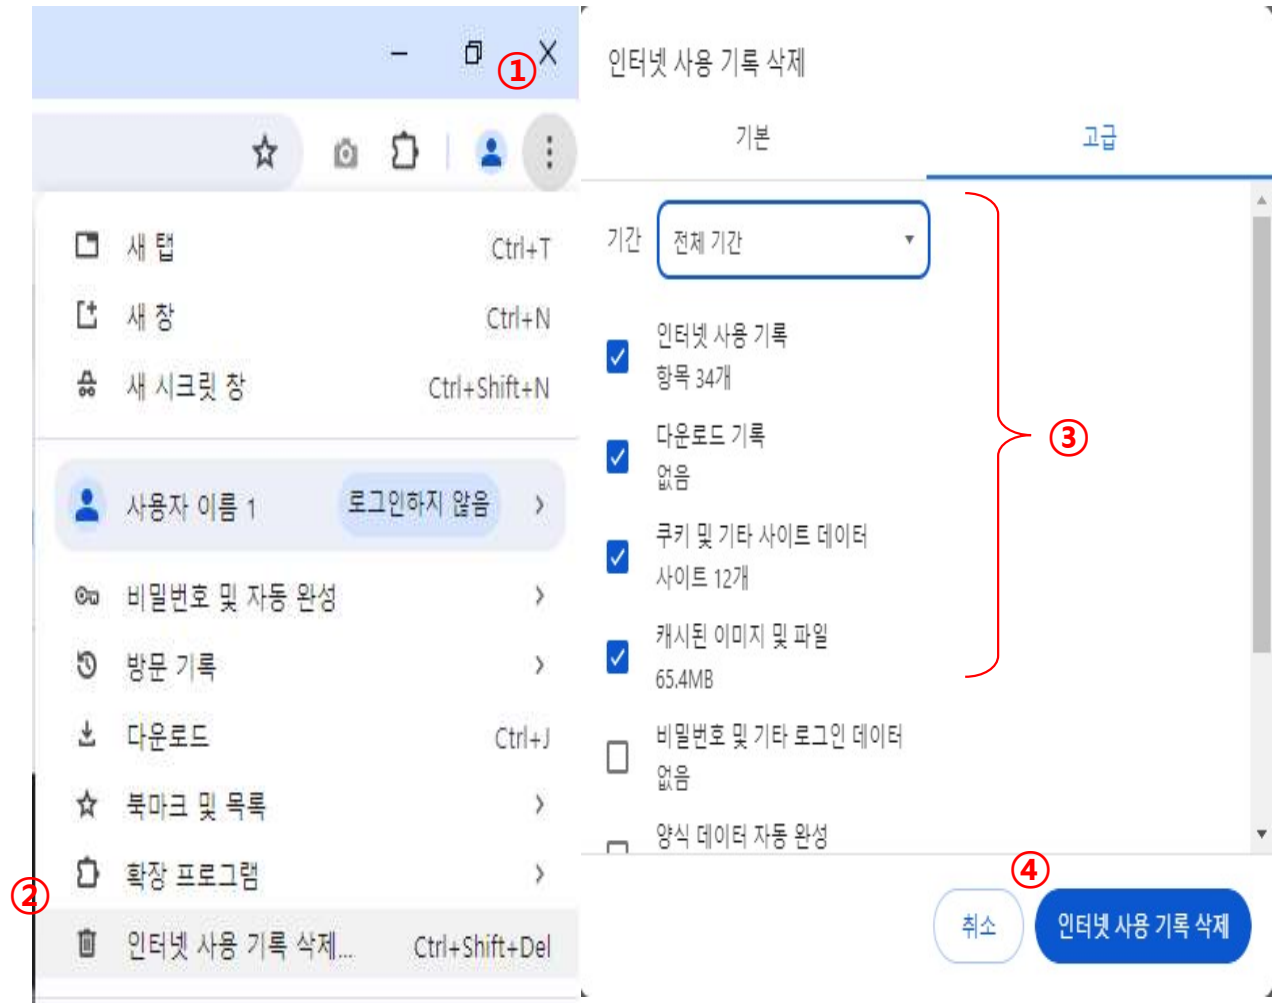 ①
새 탭 Ctrl+T
새 창 Ctrl+N
새 시크릿 창 Ctrl+Shift+N
사용자 이름 1 로그인하지 않음
비밀번호 및 자동 완성
방문 기록
다운로드 Ctrl+J
북마크 및 목록
확장 프로그램
②
인터넷 사용 기록 삭제... Ctrl+Shift+Del
인터넷 사용 기록 삭제
기본 고급
기간 전체 기간
인터넷 사용 기록
항목 34개
다운로드 기록
없음
③
쿠키 및 기타 사이트 데이터
사이트 12개
캐시된 이미지 및 파일
65.4MB
비밀번호 및 기타 로그인 데이터
없음
양식 데이터 자동 완성
④
취소 인터넷 사용 기록 삭제